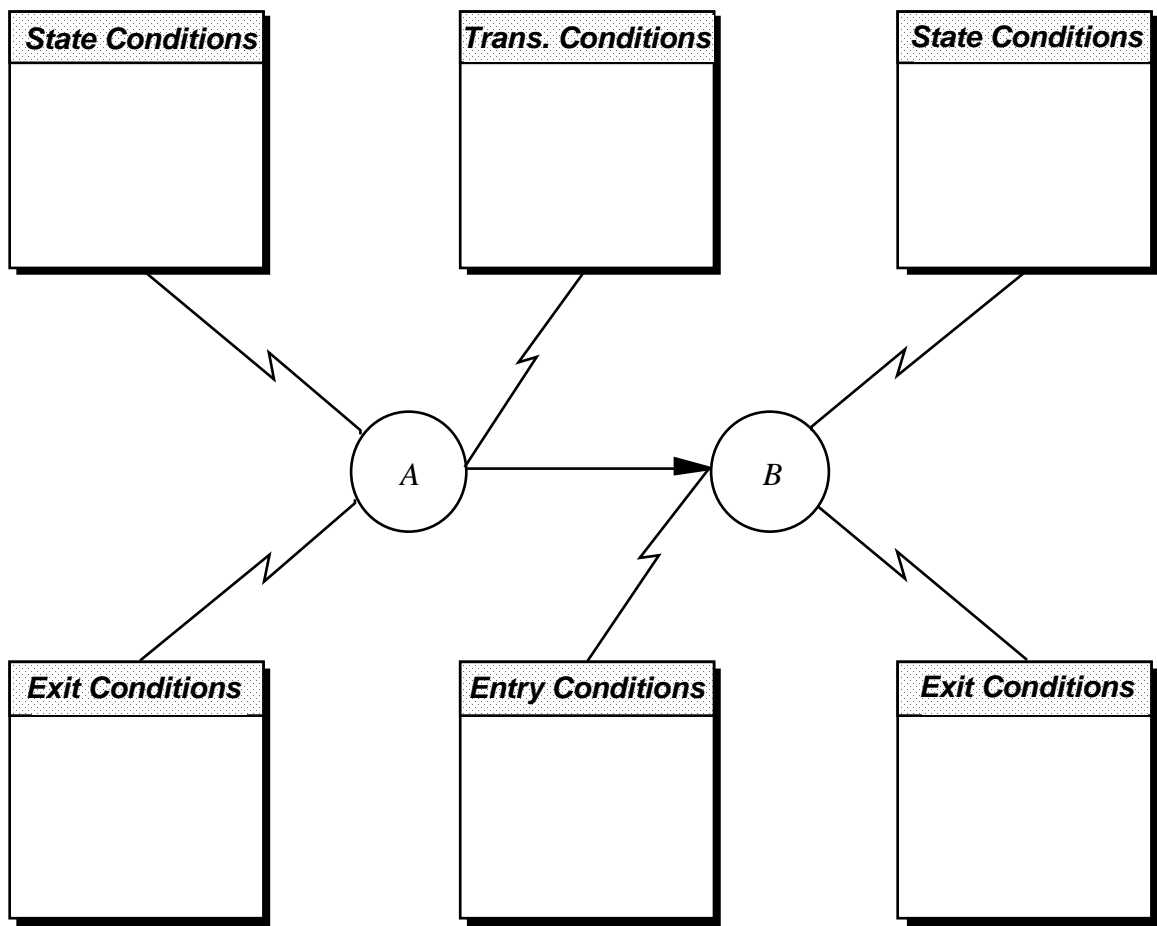 State Conditions
Trans. Conditions
State Conditions
A
B
Exit Conditions
Entry Conditions
Exit Conditions